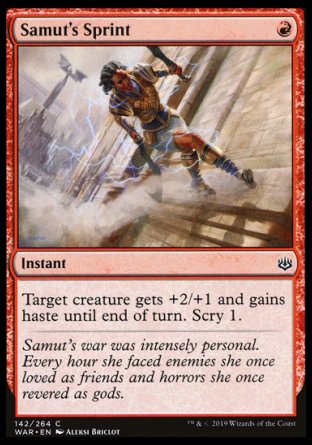 Samut's Sprint
Instant
Target creature gets +2/+1 and gains
haste until end of turn. Scry 1.
Samut's war was intensely personal.
Every hour she faced enemies she once
loved as friends and horrors she once
revered as gods.
142/264 C
WAR • EN Aleksi Briclot
™ & © 2019 Wizards of the Coast